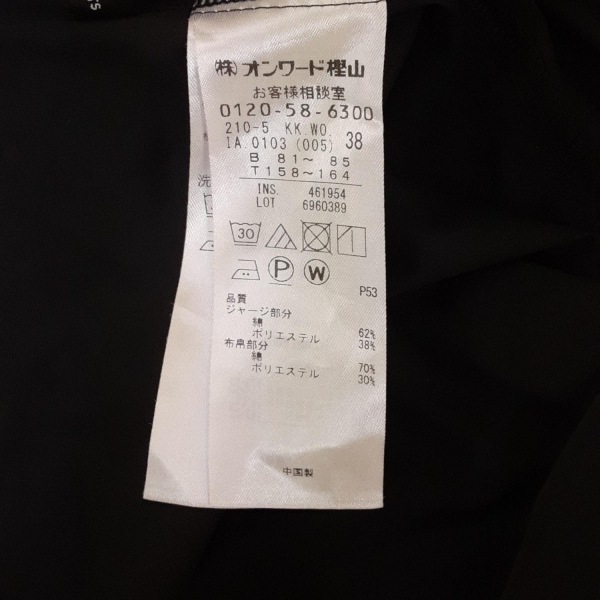 (株)オンワード樫山
お客様相談室
0120-58-6300
210-5 KK.WO. 38
IA.0103 (005)
B 81〜 85
T 158〜164
INS. 461954
LOT 6960389
30
P W
P53
品質
ジャージ部分
綿 62%
ポリエステル 38%
布帛部分
綿 70%
ポリエステル 30%
中国製
洗